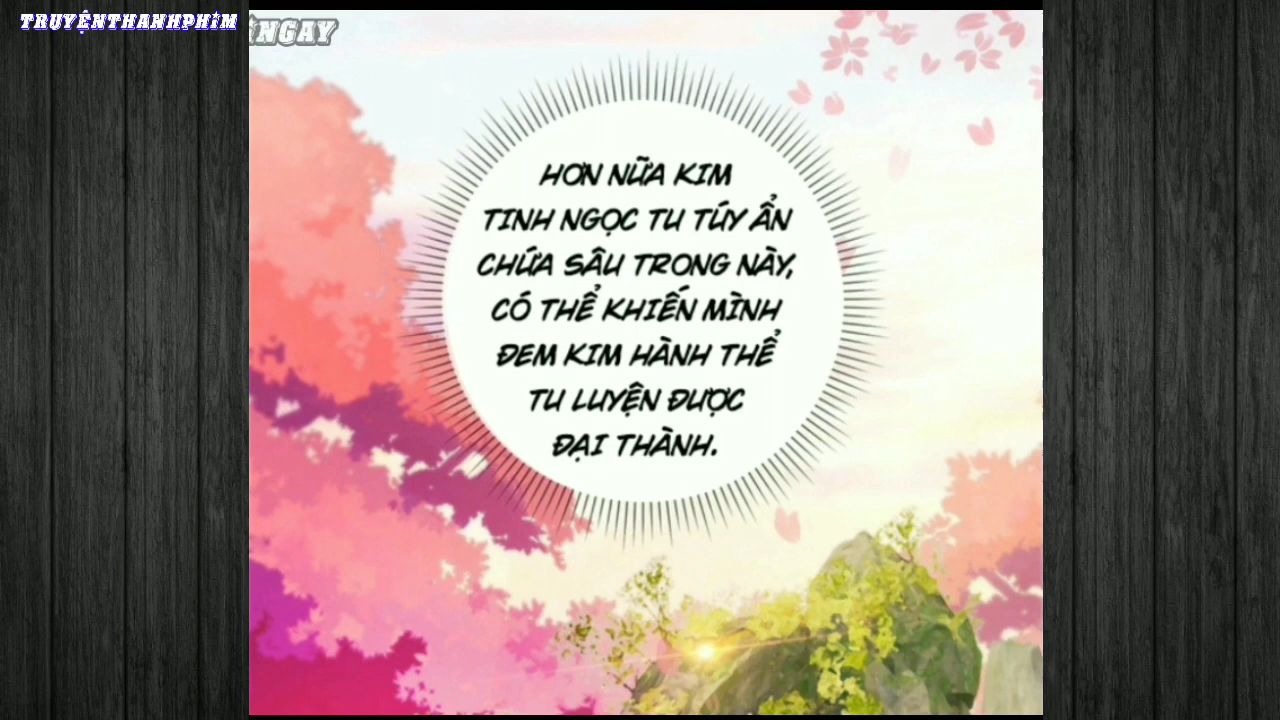 TRUYỆNTHANHPHIM
NGAY
HƠN NỮA KIM
TINH NGỌC TU TÚY ẨN
CHỨA SÂU TRONG NÀY,
CÓ THỂ KHIẾN MÌNH
ĐEM KIM HÀNH THỂ
TU LUYỆN ĐƯỢC
ĐẠI THÀNH.